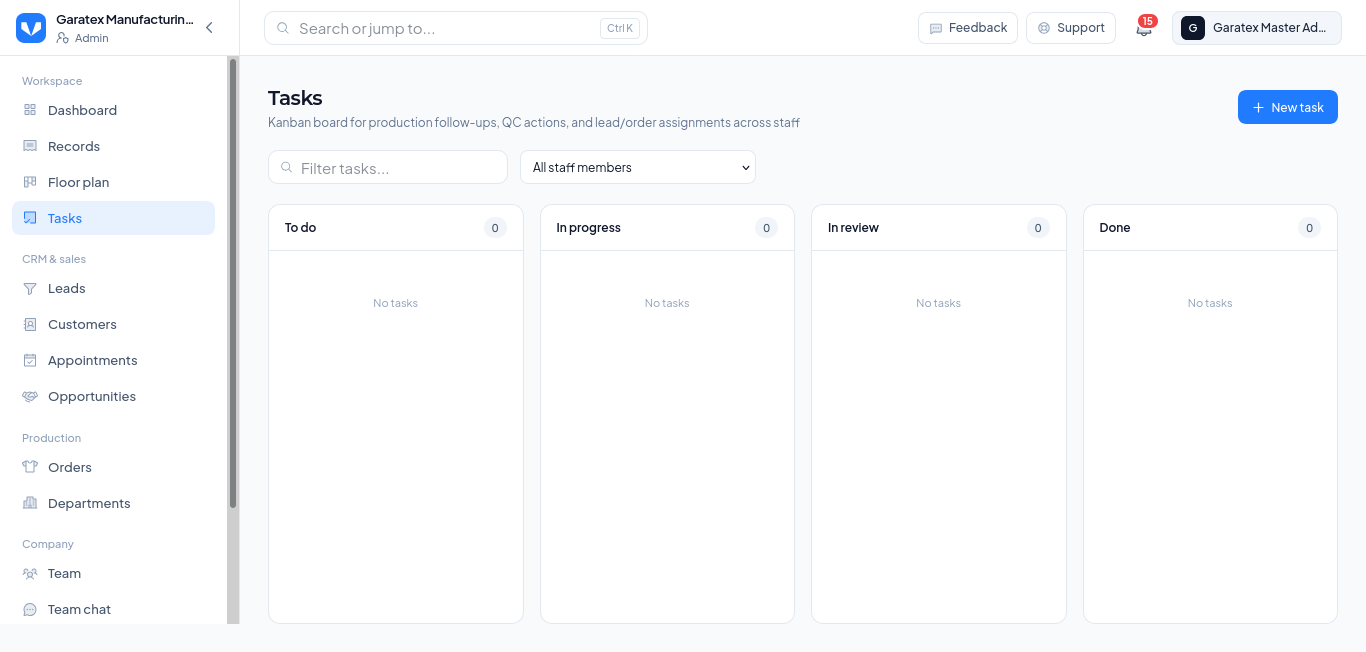 Garatex Manufacturin...
Admin
Search or jump to...
Ctrl K
Feedback
Support
15
G
Garatex Master Ad...
Workspace
Dashboard
Records
Floor plan
Tasks
CRM & sales
Leads
Customers
Appointments
Opportunities
Production
Orders
Departments
Company
Team
Team chat
Tasks
Kanban board for production follow-ups, QC actions, and lead/order assignments across staff
New task
Filter tasks...
All staff members
To do
0
In progress
0
In review
0
Done
0
No tasks
No tasks
No tasks
No tasks